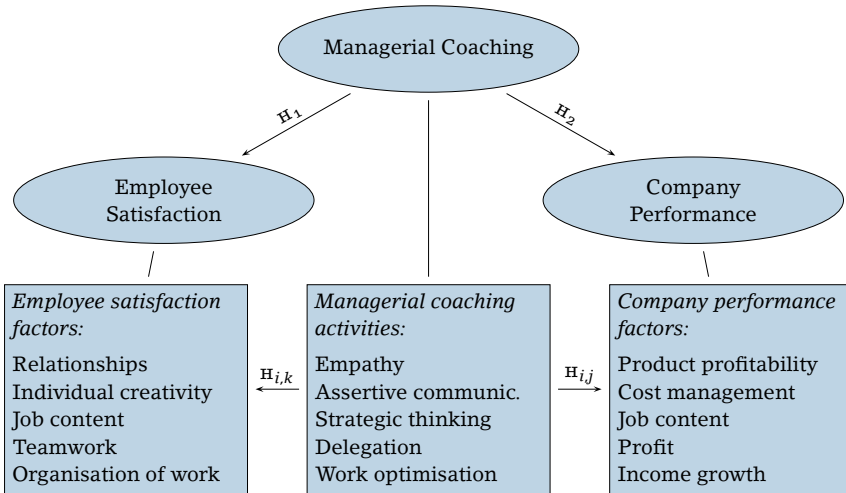 Managerial Coaching
H1
H2
Employee
Satisfaction
Company
Performance
Employee satisfaction
factors:
Relationships
Individual creativity
Job content
Teamwork
Organisation of work
Hi,k
Managerial coaching
activities:
Empathy
Assertive communic.
Strategic thinking
Delegation
Work optimisation
Hi,j
Company performance
factors:
Product profitability
Cost management
Job content
Profit
Income growth